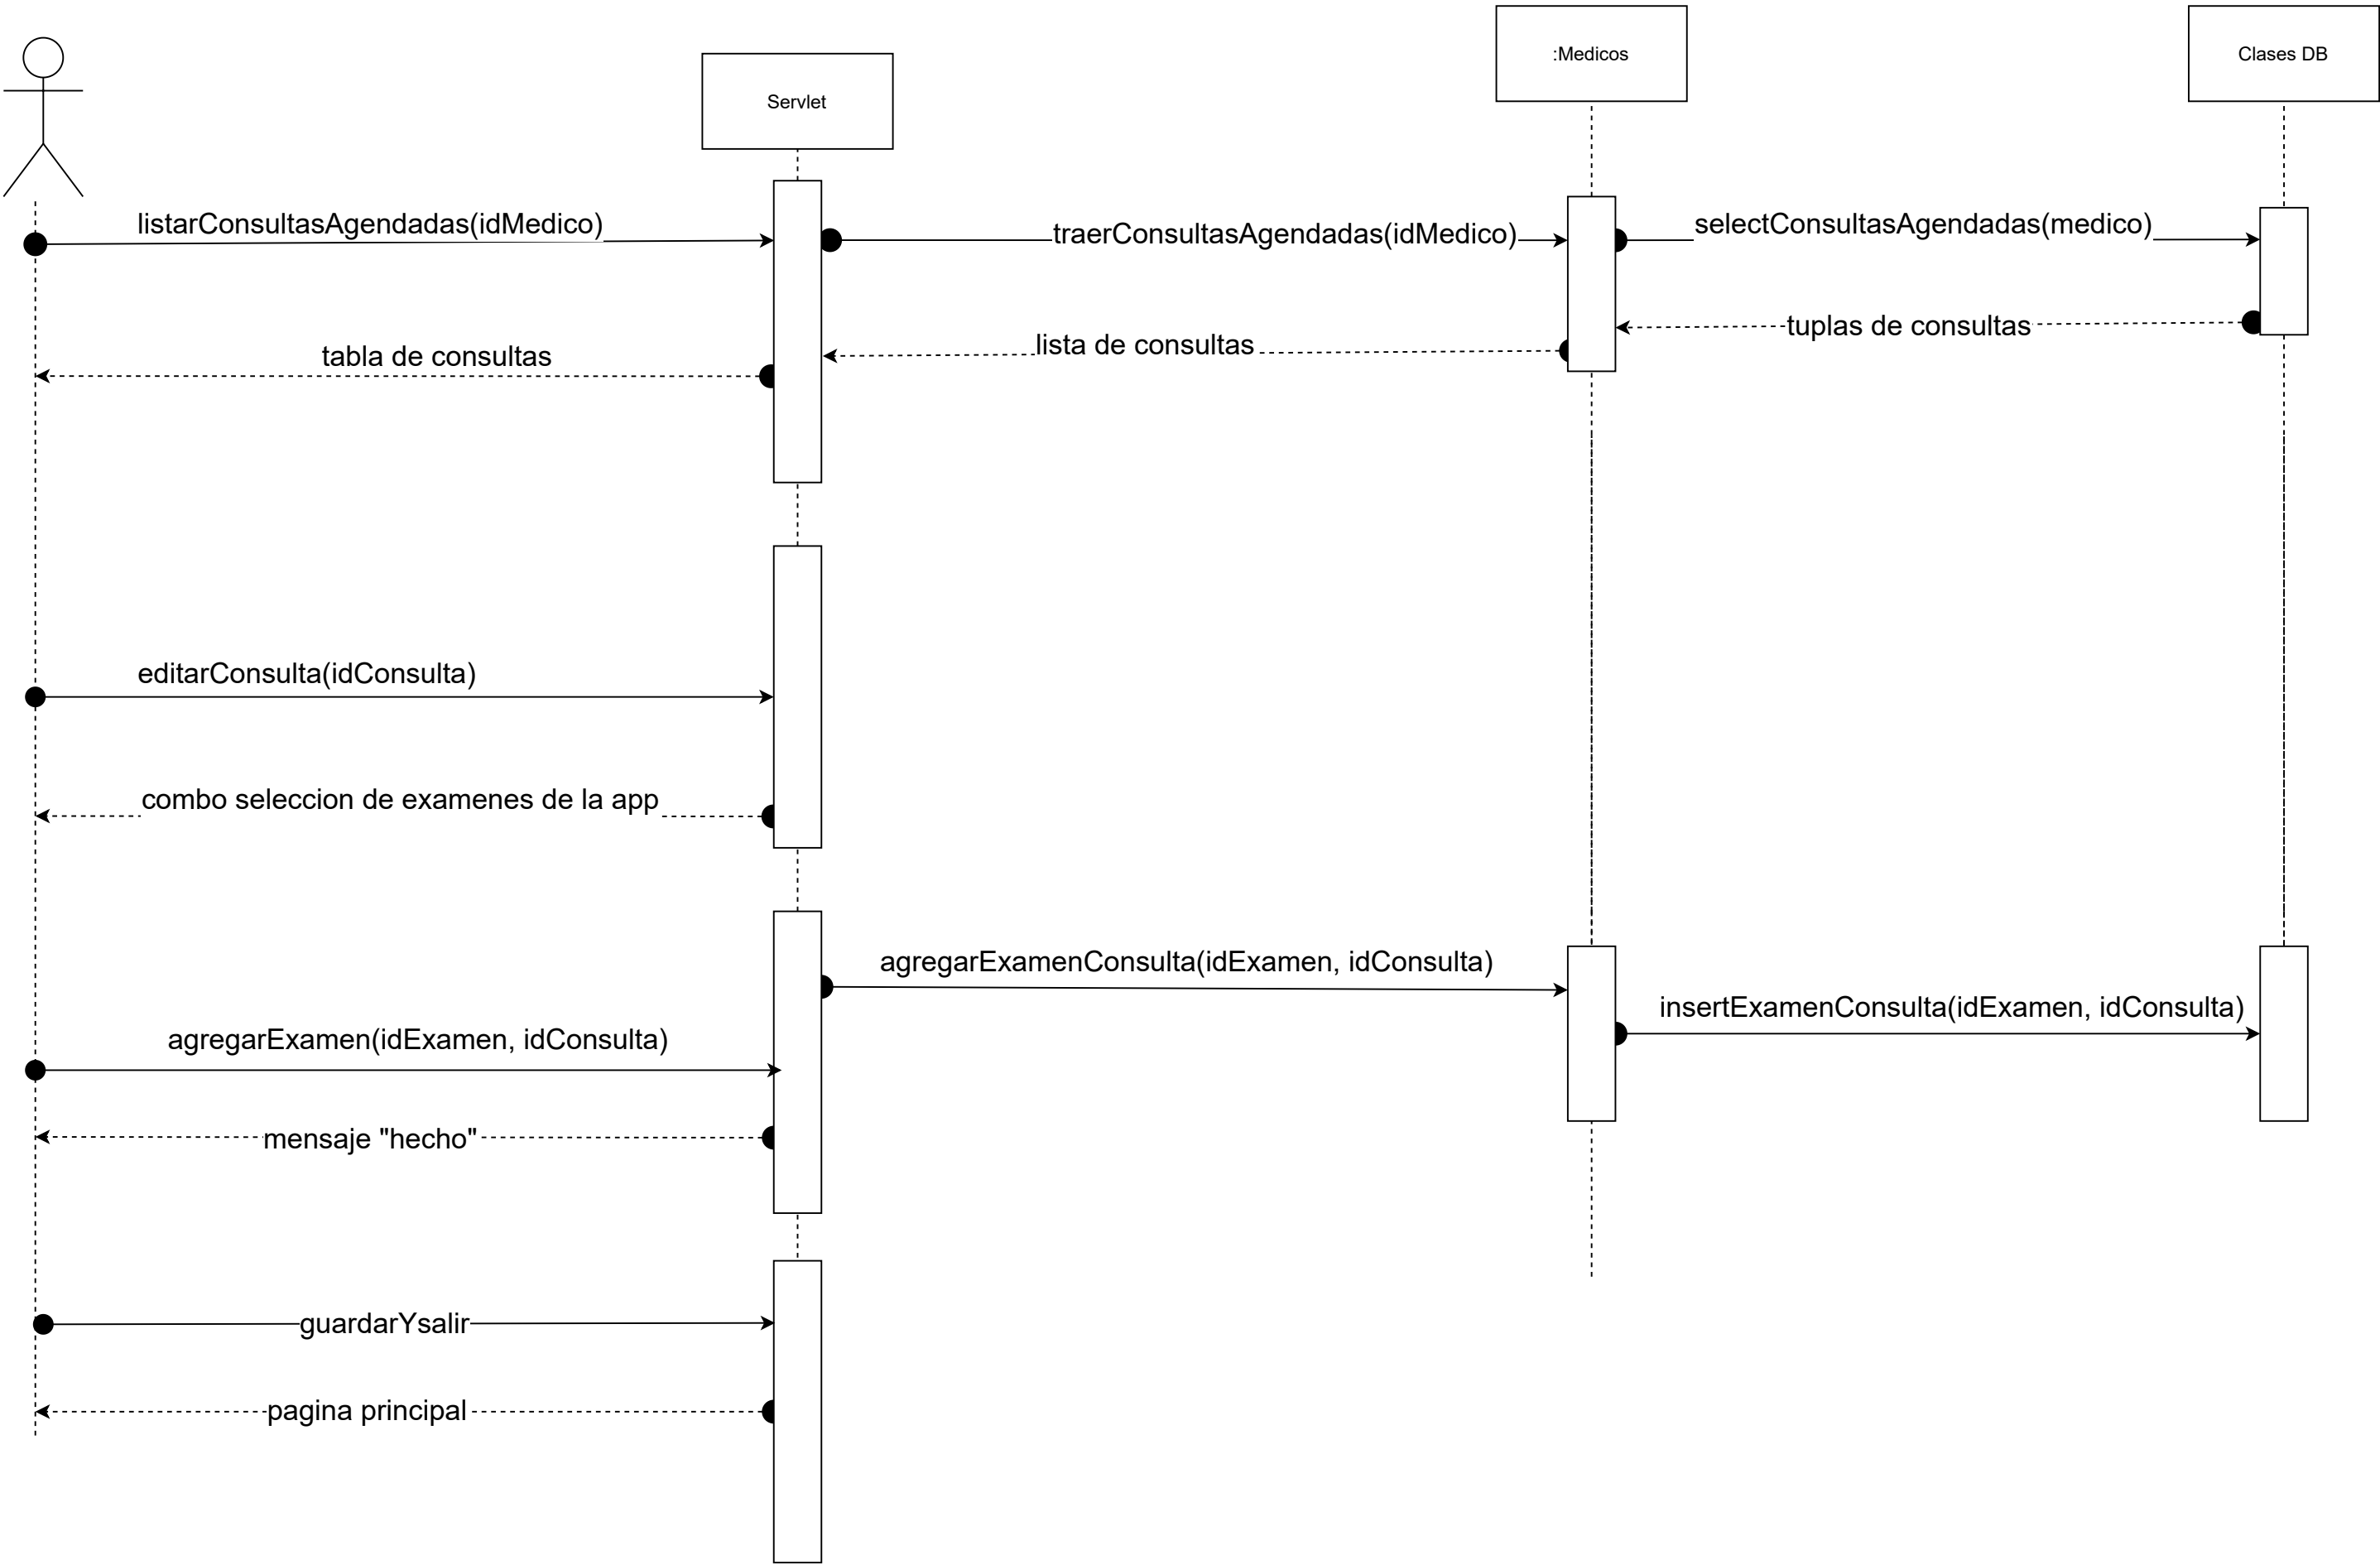 :Medicos
Clases DB
Servlet
listarConsultasAgendadas(idMedico)
traerConsultasAgendadas(idMedico)
selectConsultasAgendadas(medico)
tuplas de consultas
lista de consultas
tabla de consultas
editarConsulta(idConsulta)
combo seleccion de examenes de la app
agregarExamenConsulta(idExamen, idConsulta)
insertExamenConsulta(idExamen, idConsulta)
agregarExamen(idExamen, idConsulta)
mensaje "hecho"
guardarYsalir
pagina principal